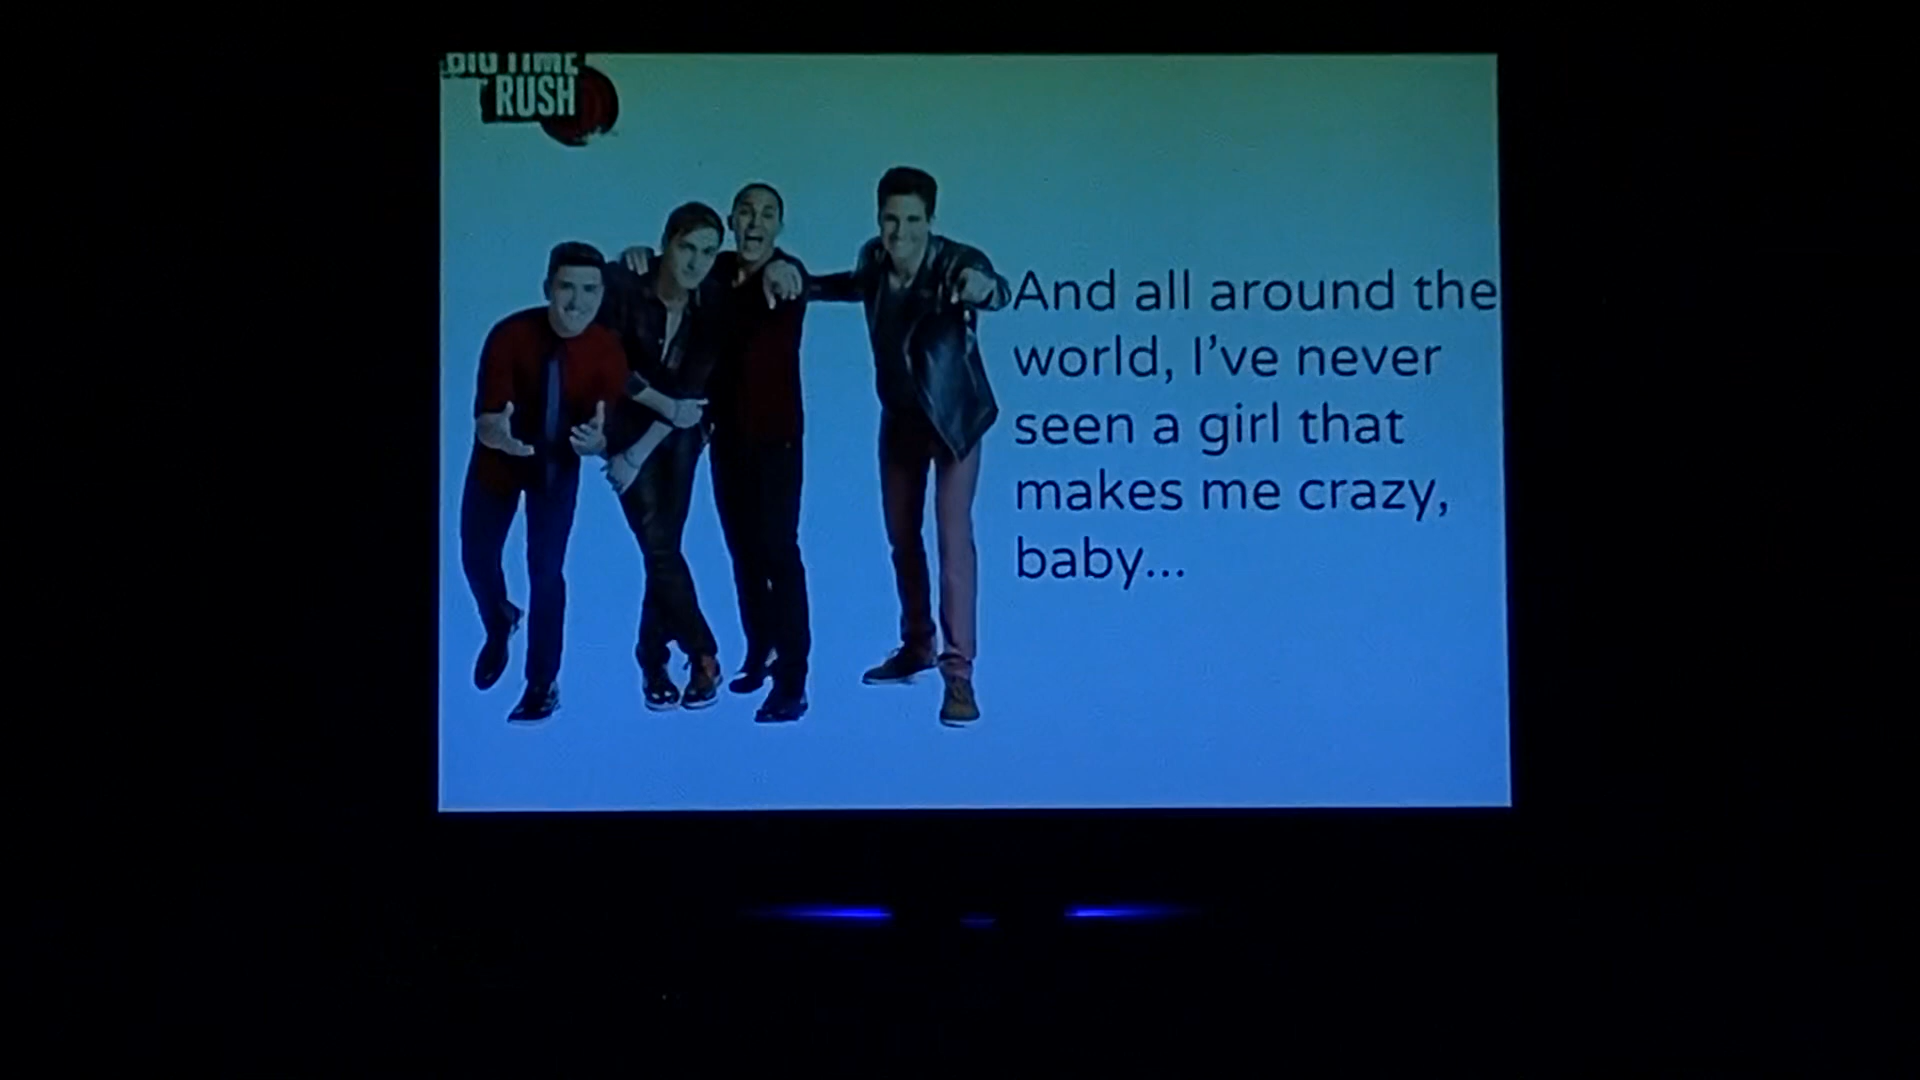 BIG TIME
RUSH
And all around the
world, I've never
seen a girl that
makes me crazy,
baby...